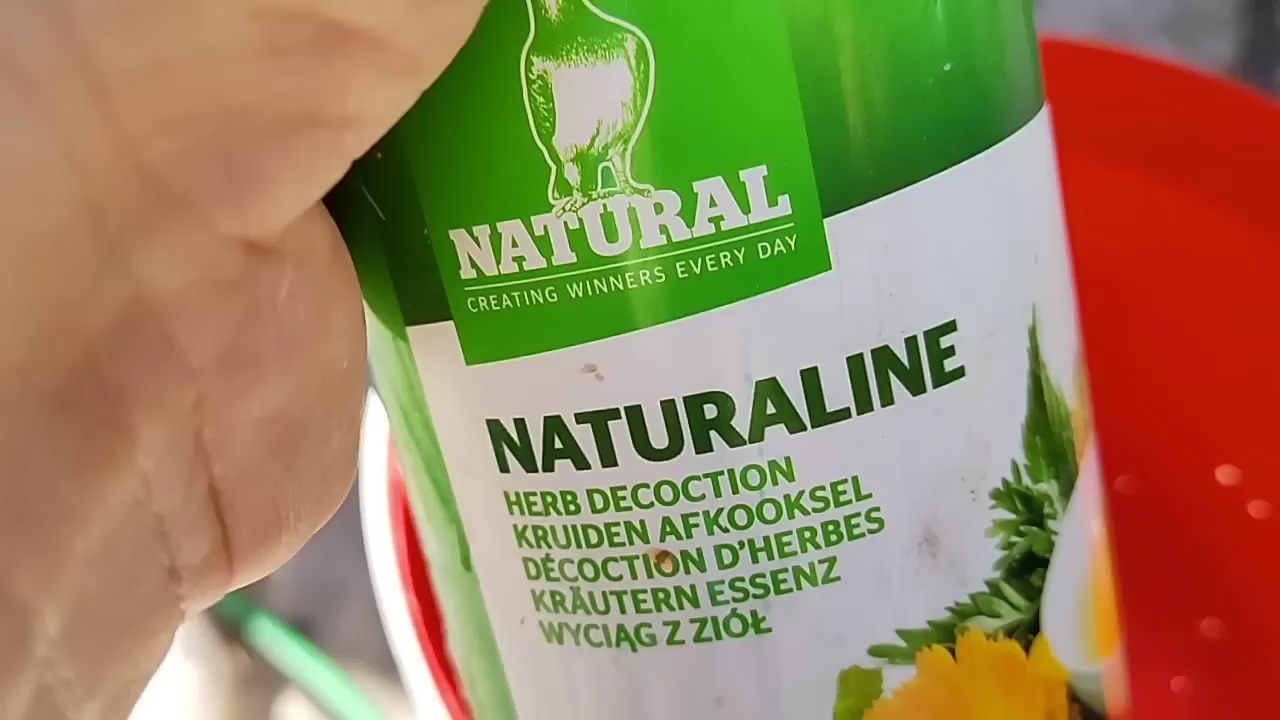 NATURAL
CREATING WINNERS EVERY DAY
NATURALINE
HERB DECOCTION
KRUIDEN AFKOOKSEL
DÉCOCTION D'HERBES
KRÄUTERN ESSENZ
WYCIĄG Z ZIÓŁ